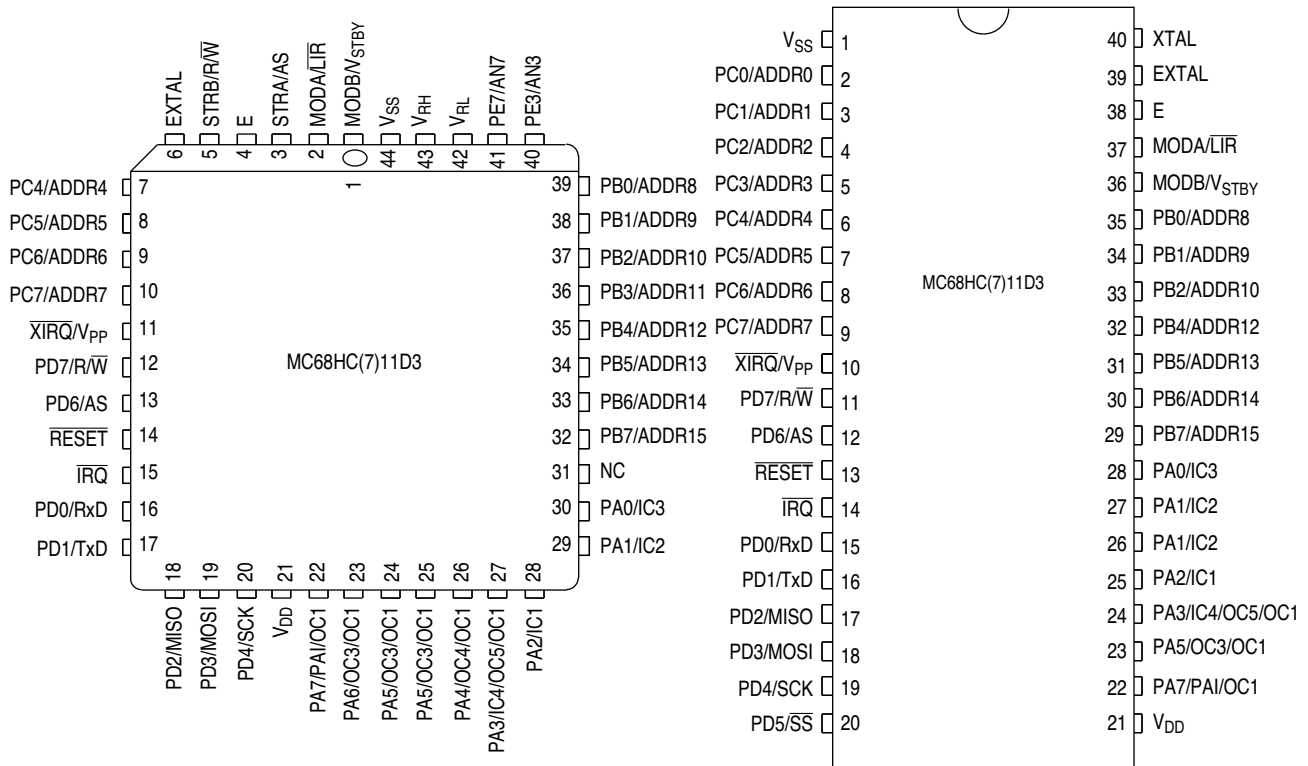 EXTAL
STRB/R/W̅
E
STRA/AS
MODA/L̅I̅R̅
MODB/VSTBY
VSS
VRH
VRL
PE7/AN7
PE3/AN3
6
5
4
3
2
1
44
43
42
41
40
PC4/ADDR4 7
PC5/ADDR5 8
PC6/ADDR6 9
PC7/ADDR7 10
X̅I̅R̅Q̅/VPP 11
PD7/R/W̅ 12
PD6/AS 13
R̅E̅S̅E̅T̅ 14
I̅R̅Q̅ 15
PD0/RxD 16
PD1/TxD 17
MC68HC(7)11D3
39 PB0/ADDR8
38 PB1/ADDR9
37 PB2/ADDR10
36 PB3/ADDR11
35 PB4/ADDR12
34 PB5/ADDR13
33 PB6/ADDR14
32 PB7/ADDR15
31 NC
30 PA0/IC3
29 PA1/IC2
18
19
20
21
22
23
24
25
26
27
28
PD2/MISO
PD3/MOSI
PD4/SCK
VDD
PA7/PAI/OC1
PA6/OC3/OC1
PA5/OC3/OC1
PA5/OC3/OC1
PA4/OC4/OC1
PA3/IC4/OC5/OC1
PA2/IC1
VSS 1
PC0/ADDR0 2
PC1/ADDR1 3
PC2/ADDR2 4
PC3/ADDR3 5
PC4/ADDR4 6
PC5/ADDR5 7
PC6/ADDR6 8
PC7/ADDR7 9
X̅I̅R̅Q̅/VPP 10
PD7/R/W̅ 11
PD6/AS 12
R̅E̅S̅E̅T̅ 13
I̅R̅Q̅ 14
PD0/RxD 15
PD1/TxD 16
PD2/MISO 17
PD3/MOSI 18
PD4/SCK 19
PD5/S̅S̅ 20
MC68HC(7)11D3
40 XTAL
39 EXTAL
38 E
37 MODA/L̅I̅R̅
36 MODB/VSTBY
35 PB0/ADDR8
34 PB1/ADDR9
33 PB2/ADDR10
32 PB4/ADDR12
31 PB5/ADDR13
30 PB6/ADDR14
29 PB7/ADDR15
28 PA0/IC3
27 PA1/IC2
26 PA1/IC2
25 PA2/IC1
24 PA3/IC4/OC5/OC1
23 PA5/OC3/OC1
22 PA7/PAI/OC1
21 VDD